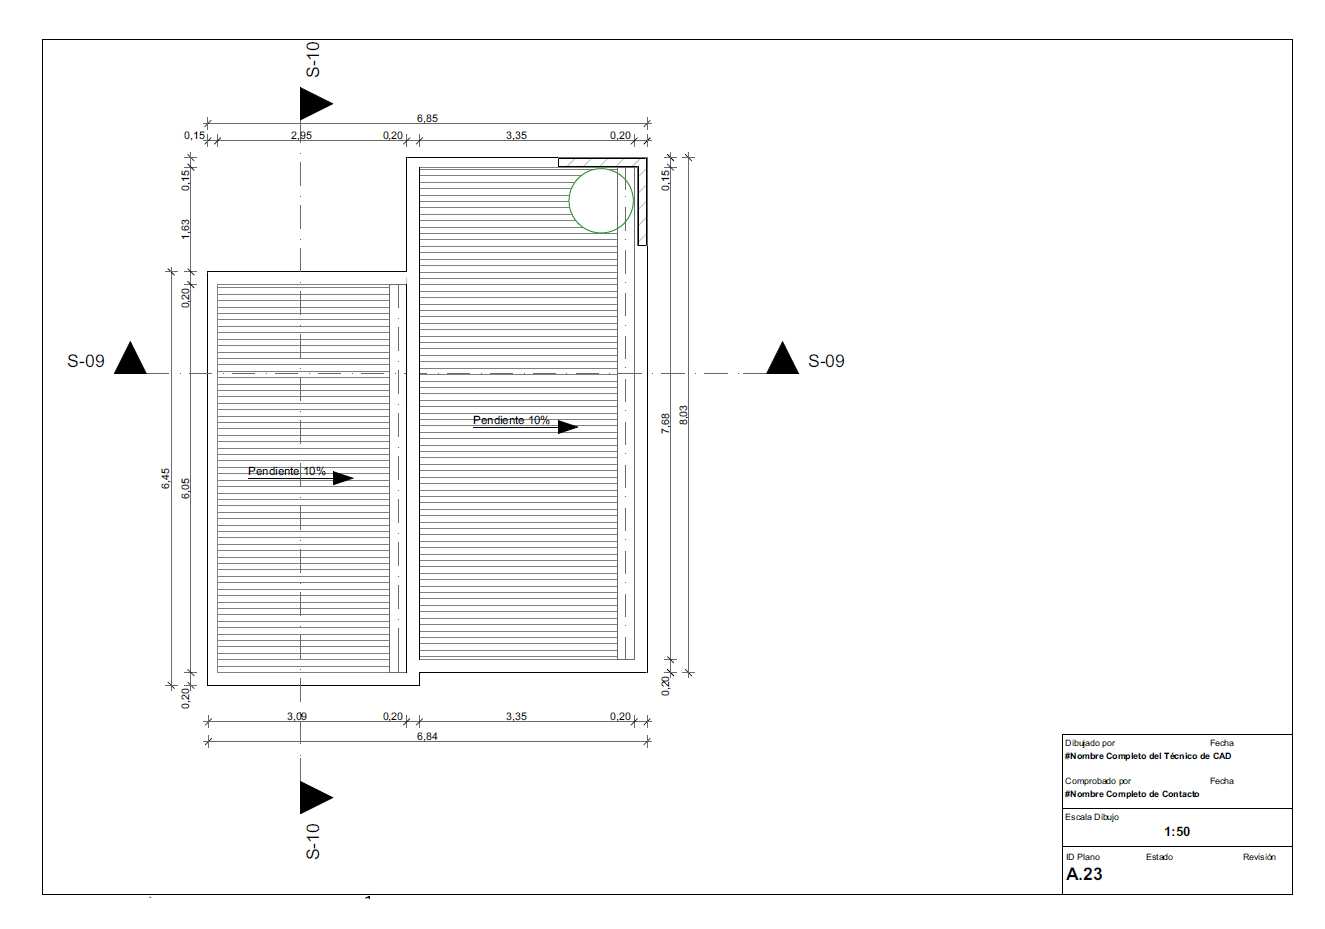 S-10
6,85
0,15
2,95
0,20
3,35
0,20
0,15
1,63
0,20
0,15
S-09
S-09
7,68
8,03
Pendiente 10%
Pendiente 10%
6,45
6,05
0,20
0,20
3,09
0,20
3,35
0,20
6,84
S-10
Dibujado por Fecha
#Nombre Completo del Técnico de CAD
Comprobado por Fecha
#Nombre Completo de Contacto
Escala Dibujo
1:50
ID Plano Estado Revisión
A.23